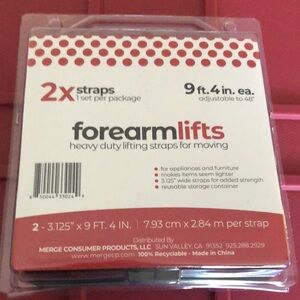 2x straps
1 set per package
9 ft. 4 in. ea.
adjustable to 48"
forearmlifts
heavy duty lifting straps for moving
• for appliances and furniture
• makes items seem lighter
• 3.125" wide straps for added strength
• reusable storage container
2 - 3.125" x 9 FT. 4 IN. | 7.93 cm x 2.84 m per strap
Distributed By
MERGE CONSUMER PRODUCTS, LLC SUN VALLEY, CA 91352 925.288.2929
www.mergecp.com 100% Recyclable - Made in China